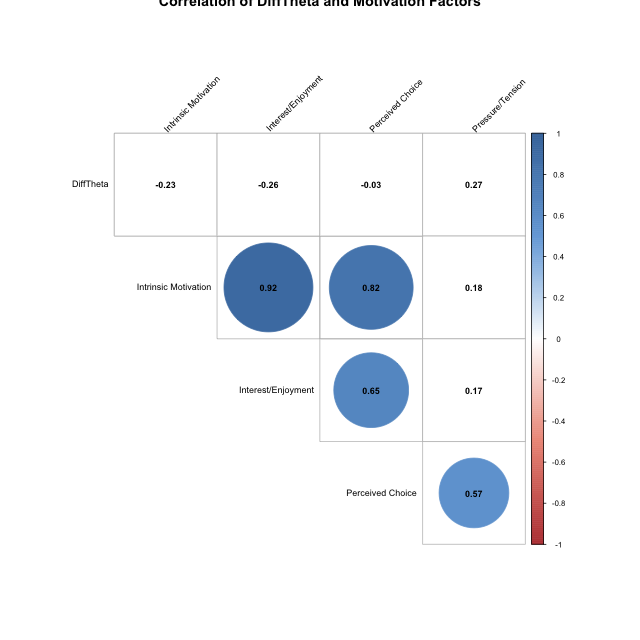 Correlation of DiffTheta and Motivation Factors
Intrinsic Motivation
Interest/Enjoyment
Perceived Choice
Pressure/Tension
DiffTheta -0.23 -0.26 -0.03 0.27
Intrinsic Motivation 0.92 0.82 0.18
Interest/Enjoyment 0.65 0.17
Perceived Choice 0.57
1
0.8
0.6
0.4
0.2
0
-0.2
-0.4
-0.6
-0.8
-1